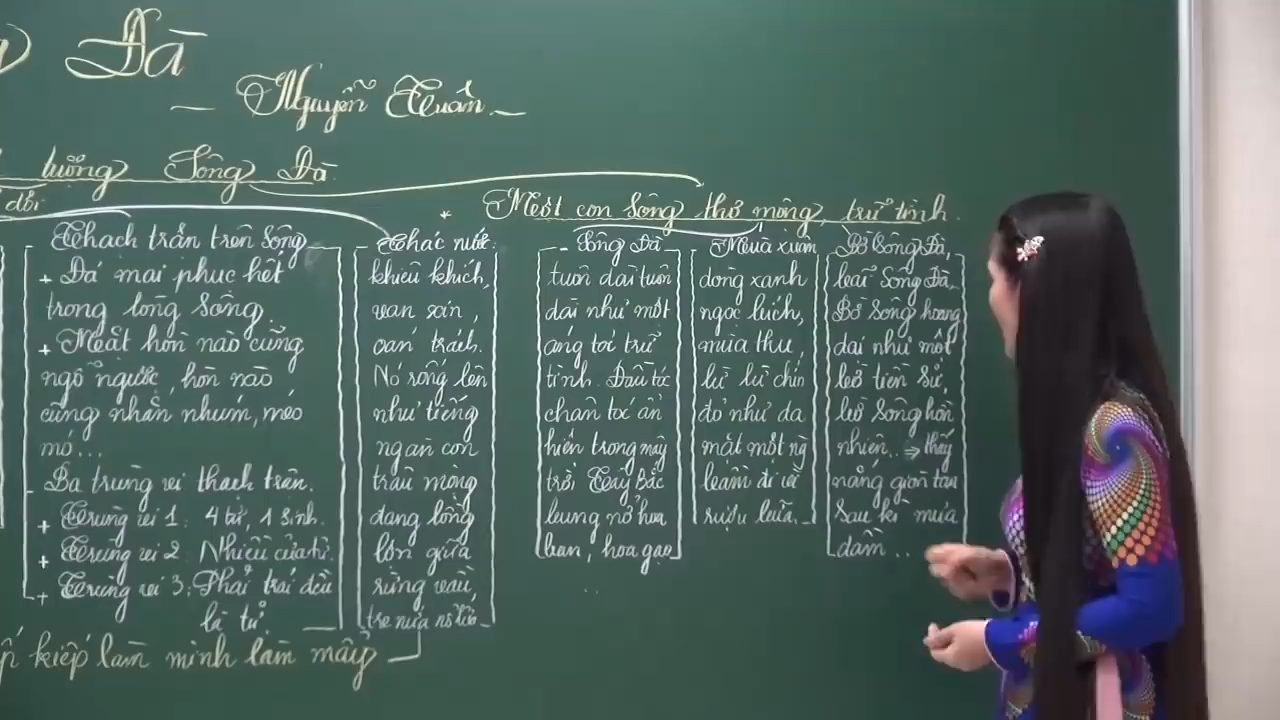 Đà
– Nguyễn Tuân –
tượng Sông Đà
dội
* Một con sông thơ mộng, trữ tình.
- Thạch trận trên sông
+ Đá mai phục hết
trong lòng sông.
+ Mặt hòn nào cũng
ngỗ ngược, hòn nào
cũng nhăn nhúm, méo
mó...
- Ba trùng vi thạch trận.
+ Trùng vi 1: 4 tử, 1 sinh.
+ Trùng vi 2: Nhiều cửa tử.
+ Trùng vi 3: Phải trái đều
là tử
- Thác nước
khiêu khích,
van xin,
oán trách.
Nó rống lên
như tiếng
ngàn con
trâu mộng
đang lồng
lộn giữa
rừng vầu,
tre nứa nổ lửa
kiếp làm mình làm mẩy
- Sông Đà
tuôn dài tuôn
dài như một
áng tóc trữ
tình. Đầu tóc
chân tóc ẩn
hiện trong mây
trời Tây Bắc
bung nở hoa
ban, hoa gạo
Mùa xuân
dòng xanh
ngọc bích,
mùa thu,
lừ lừ chín
đỏ như da
mặt một ng
bầm đi vì
rượu bữa.
Bờ Sông Đà,
bãi Sông Đà,
Bờ Sông hoang
dại như một
bờ tiền sử,
bờ Sông hồn
nhiên.. ⇒ thấy
nắng giòn tan
sau kì mưa
dầm ..